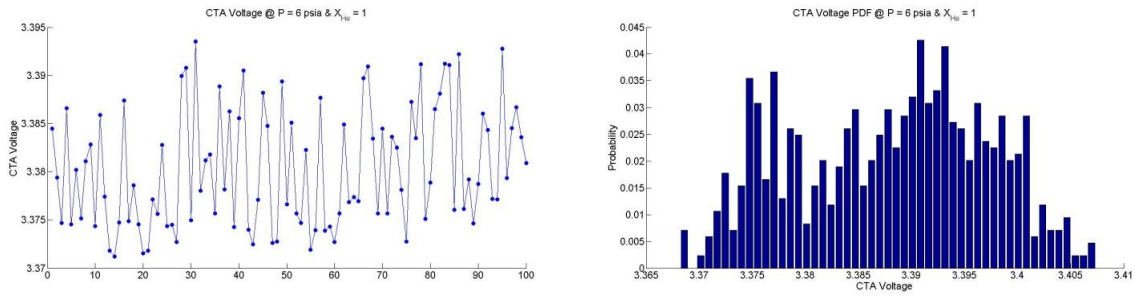 CTA Voltage @ P = 6 psia & X_He = 1
3.395
3.39
3.385
3.38
3.375
3.37
CTA Voltage
0 10 20 30 40 50 60 70 80 90 100
CTA Voltage PDF @ P = 6 psia & X_He = 1
0.045
0.04
0.035
0.03
0.025
0.02
0.015
0.01
0.005
0
Probability
3.365 3.37 3.375 3.38 3.385 3.39 3.395 3.4 3.405 3.41
CTA Voltage